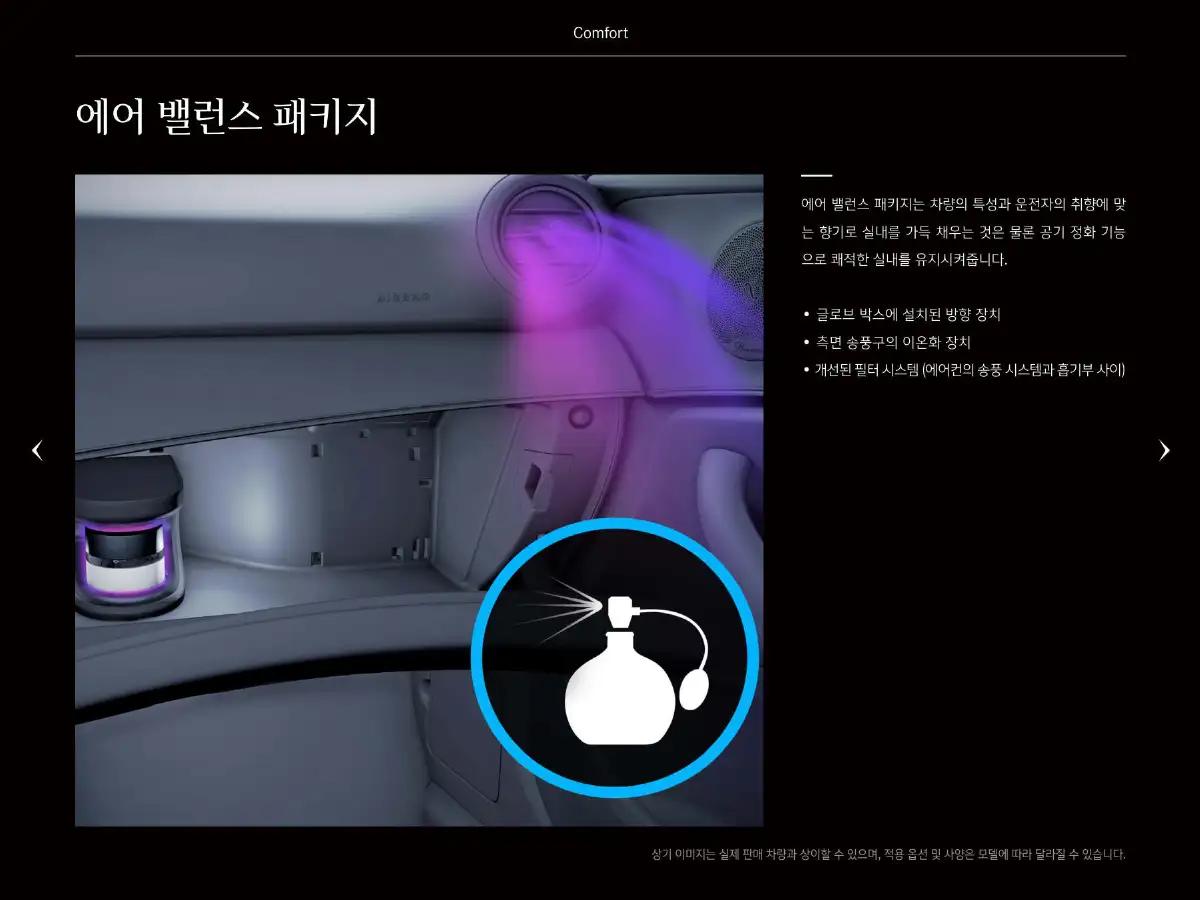 Comfort
에어 밸런스 패키지
에어 밸런스 패키지는 차량의 특성과 운전자의 취향에 맞
는 향기로 실내를 가득 채우는 것은 물론 공기 정화 기능
으로 쾌적한 실내를 유지시켜줍니다.
• 글로브 박스에 설치된 방향 장치
• 측면 송풍구의 이온화 장치
• 개선된 필터 시스템 (에어컨의 송풍 시스템과 흡기부 사이)
AIRBAG
상기 이미지는 실제 판매 차량과 상이할 수 있으며, 적용 옵션 및 사양은 모델에 따라 달라질 수 있습니다.